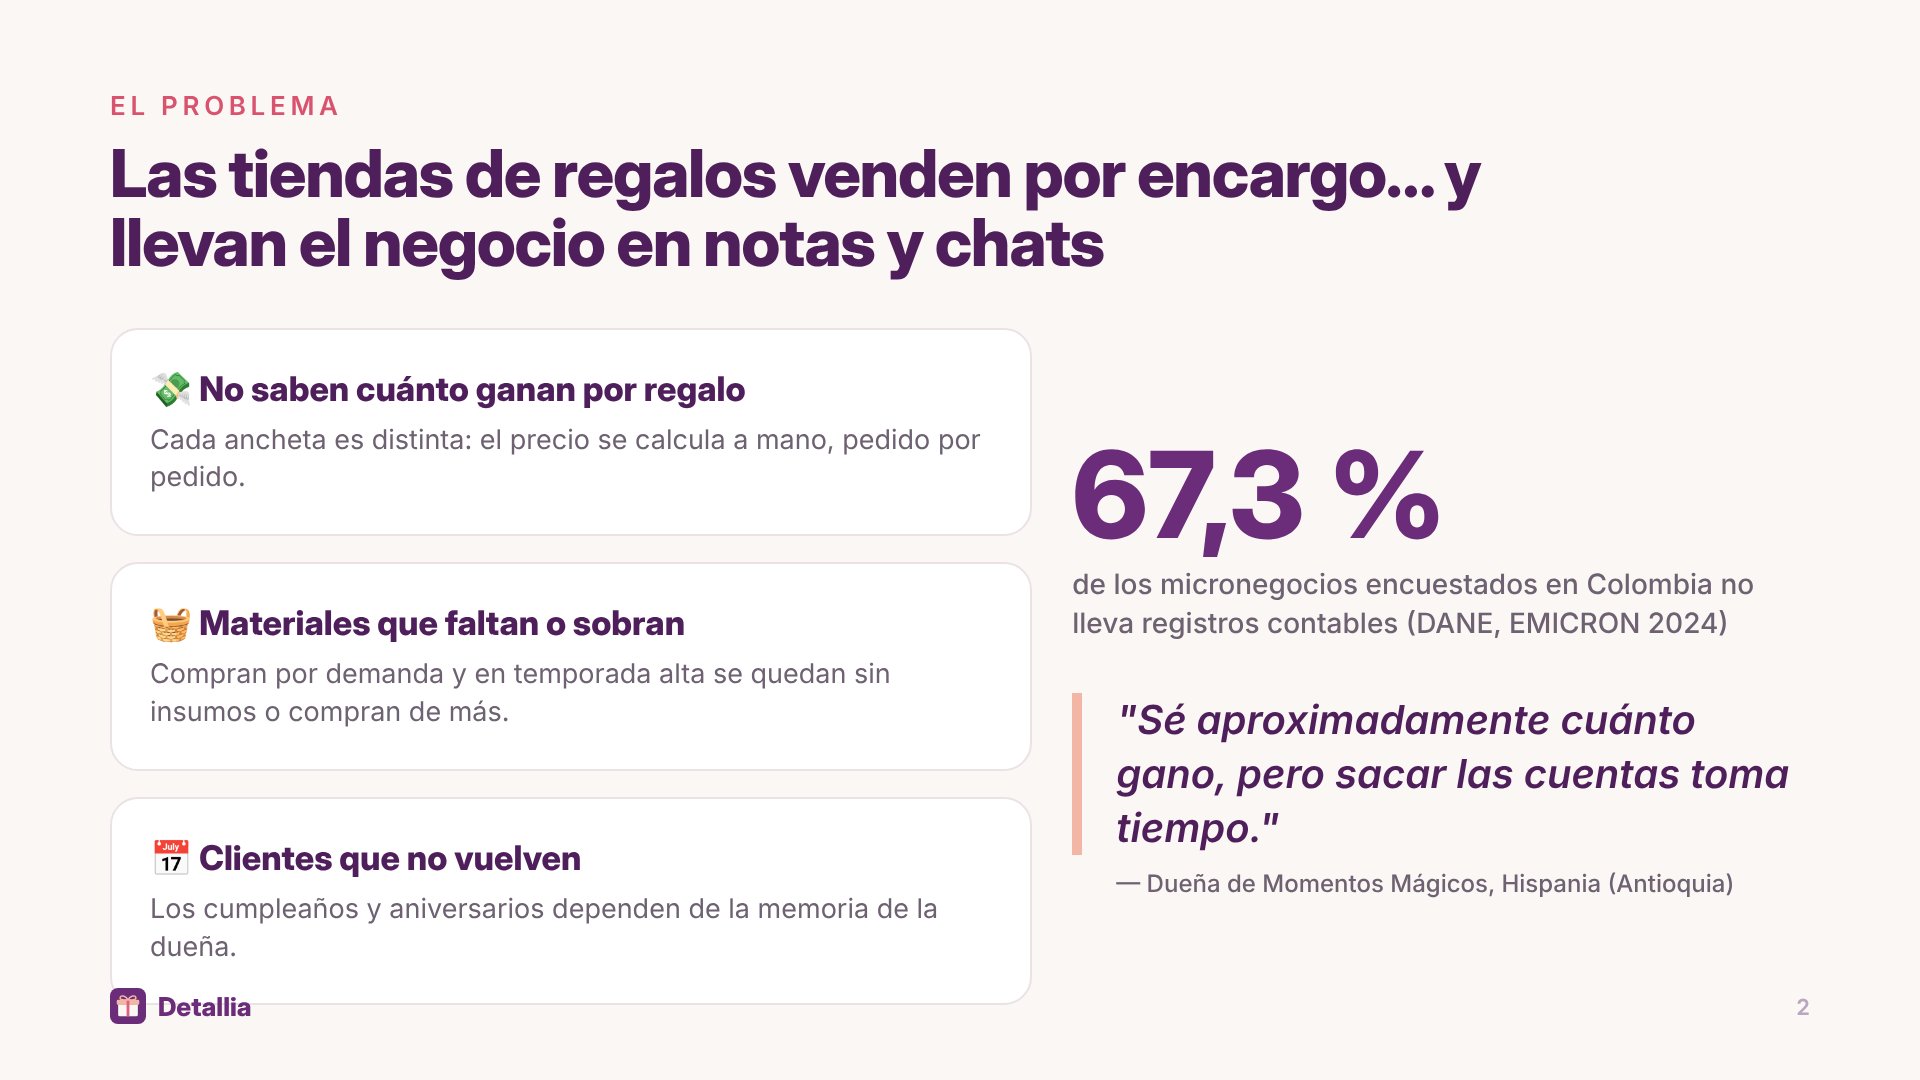 EL PROBLEMA
Las tiendas de regalos venden por encargo... y
llevan el negocio en notas y chats
No saben cuánto ganan por regalo
Cada ancheta es distinta: el precio se calcula a mano, pedido por
pedido.
Materiales que faltan o sobran
Compran por demanda y en temporada alta se quedan sin
insumos o compran de más.
July
17
Clientes que no vuelven
Los cumpleaños y aniversarios dependen de la memoria de la
dueña.
67,3 %
de los micronegocios encuestados en Colombia no
lleva registros contables (DANE, EMICRON 2024)
"Sé aproximadamente cuánto
gano, pero sacar las cuentas toma
tiempo."
— Dueña de Momentos Mágicos, Hispania (Antioquia)
Detallia
2